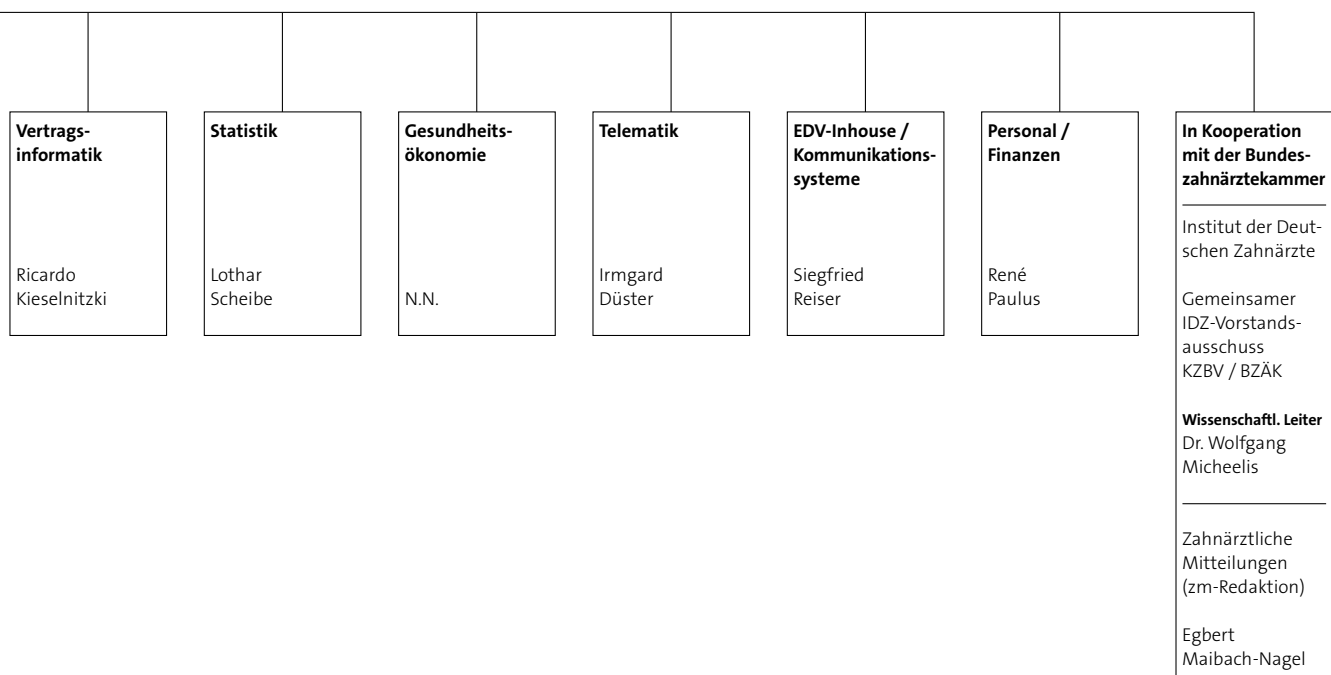 Vertrags-
informatik
Ricardo
Kieselnitzki
Statistik
Lothar
Scheibe
Gesundheits-
ökonomie
N.N.
Telematik
Irmgard
Düster
EDV-Inhouse /
Kommunikations-
systeme
Siegfried
Reiser
Personal /
Finanzen
René
Paulus
In Kooperation
mit der Bundes-
zahnärztekammer
Institut der Deut-
schen Zahnärzte
Gemeinsamer
IDZ-Vorstands-
ausschuss
KZBV / BZÄK
Wissenschaftl. Leiter
Dr. Wolfgang
Micheelis
Zahnärztliche
Mitteilungen
(zm-Redaktion)
Egbert
Maibach-Nagel